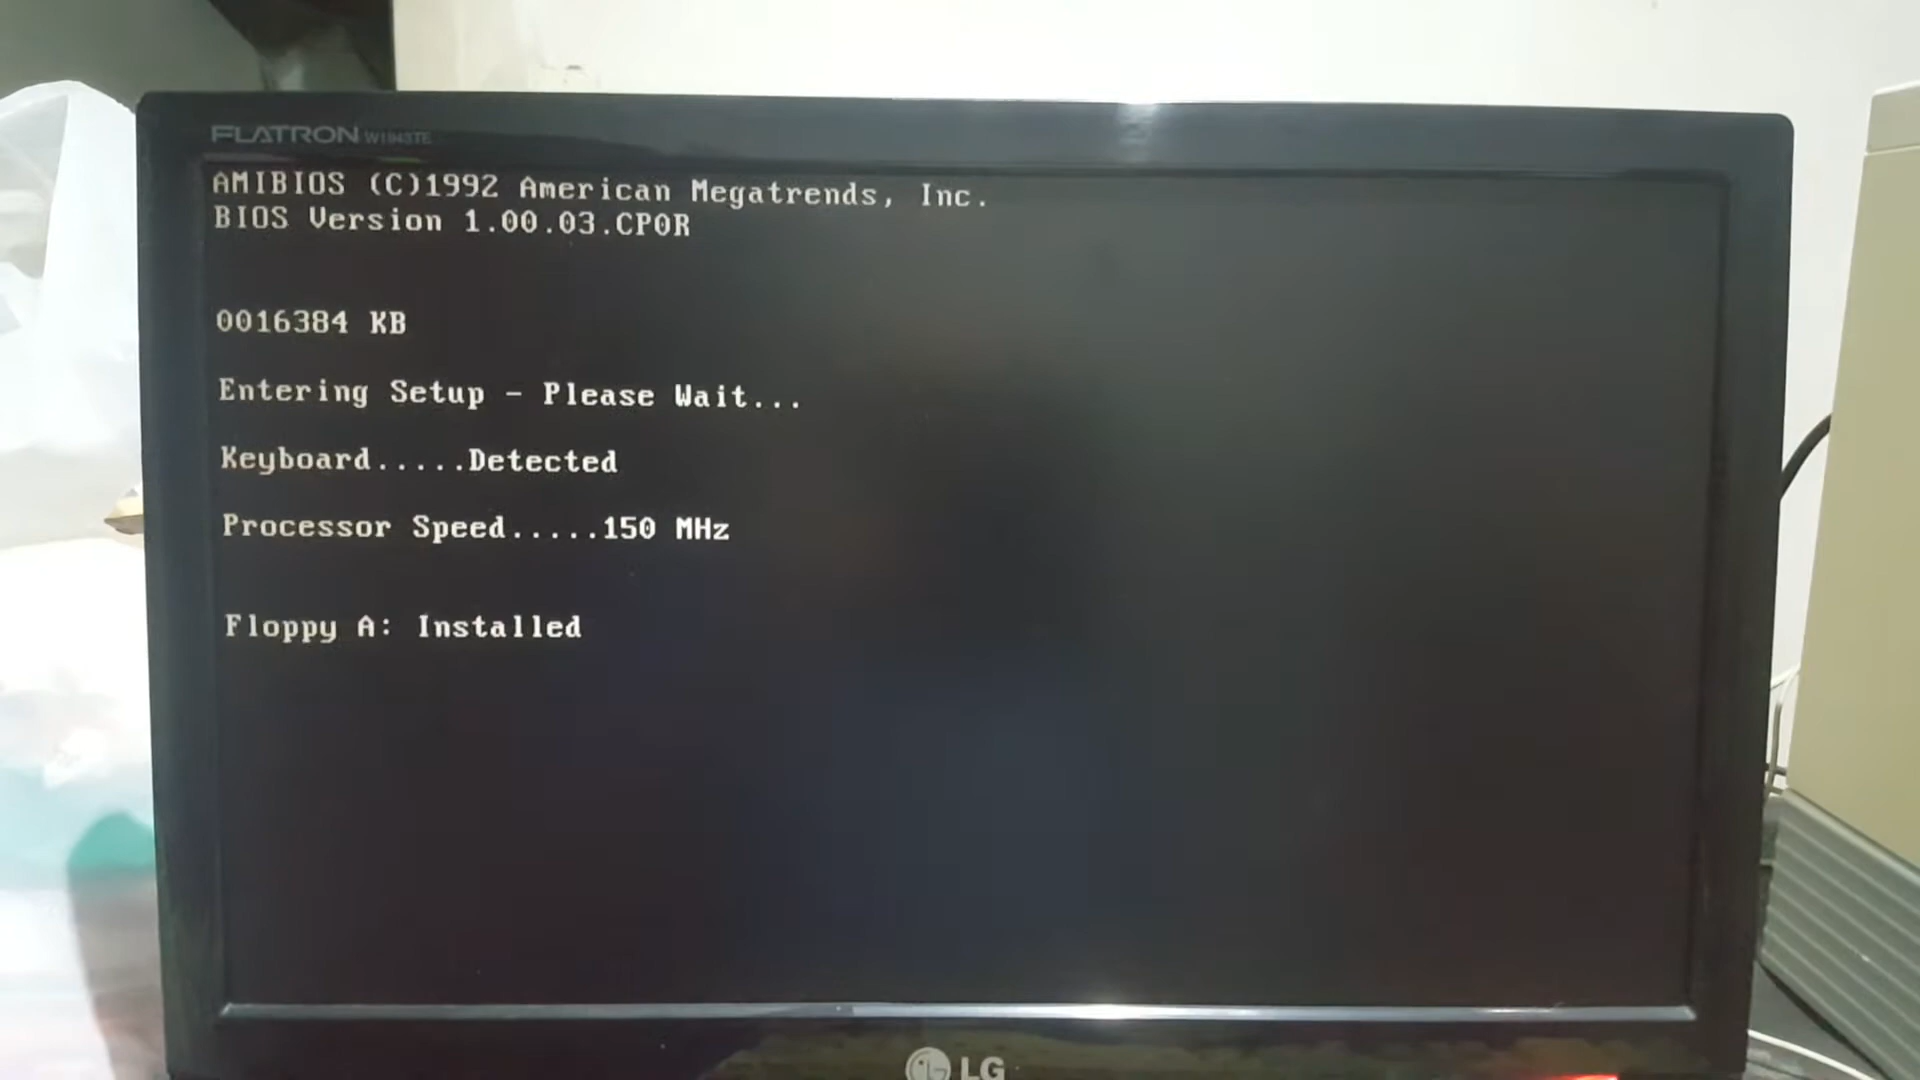 FLATRON W1943TE
AMIBIOS (C)1992 American Megatrends, Inc.
BIOS Version 1.00.03.CP0R
0016384 KB
Entering Setup - Please Wait...
Keyboard.....Detected
Processor Speed.....150 MHz
Floppy A: Installed
LG